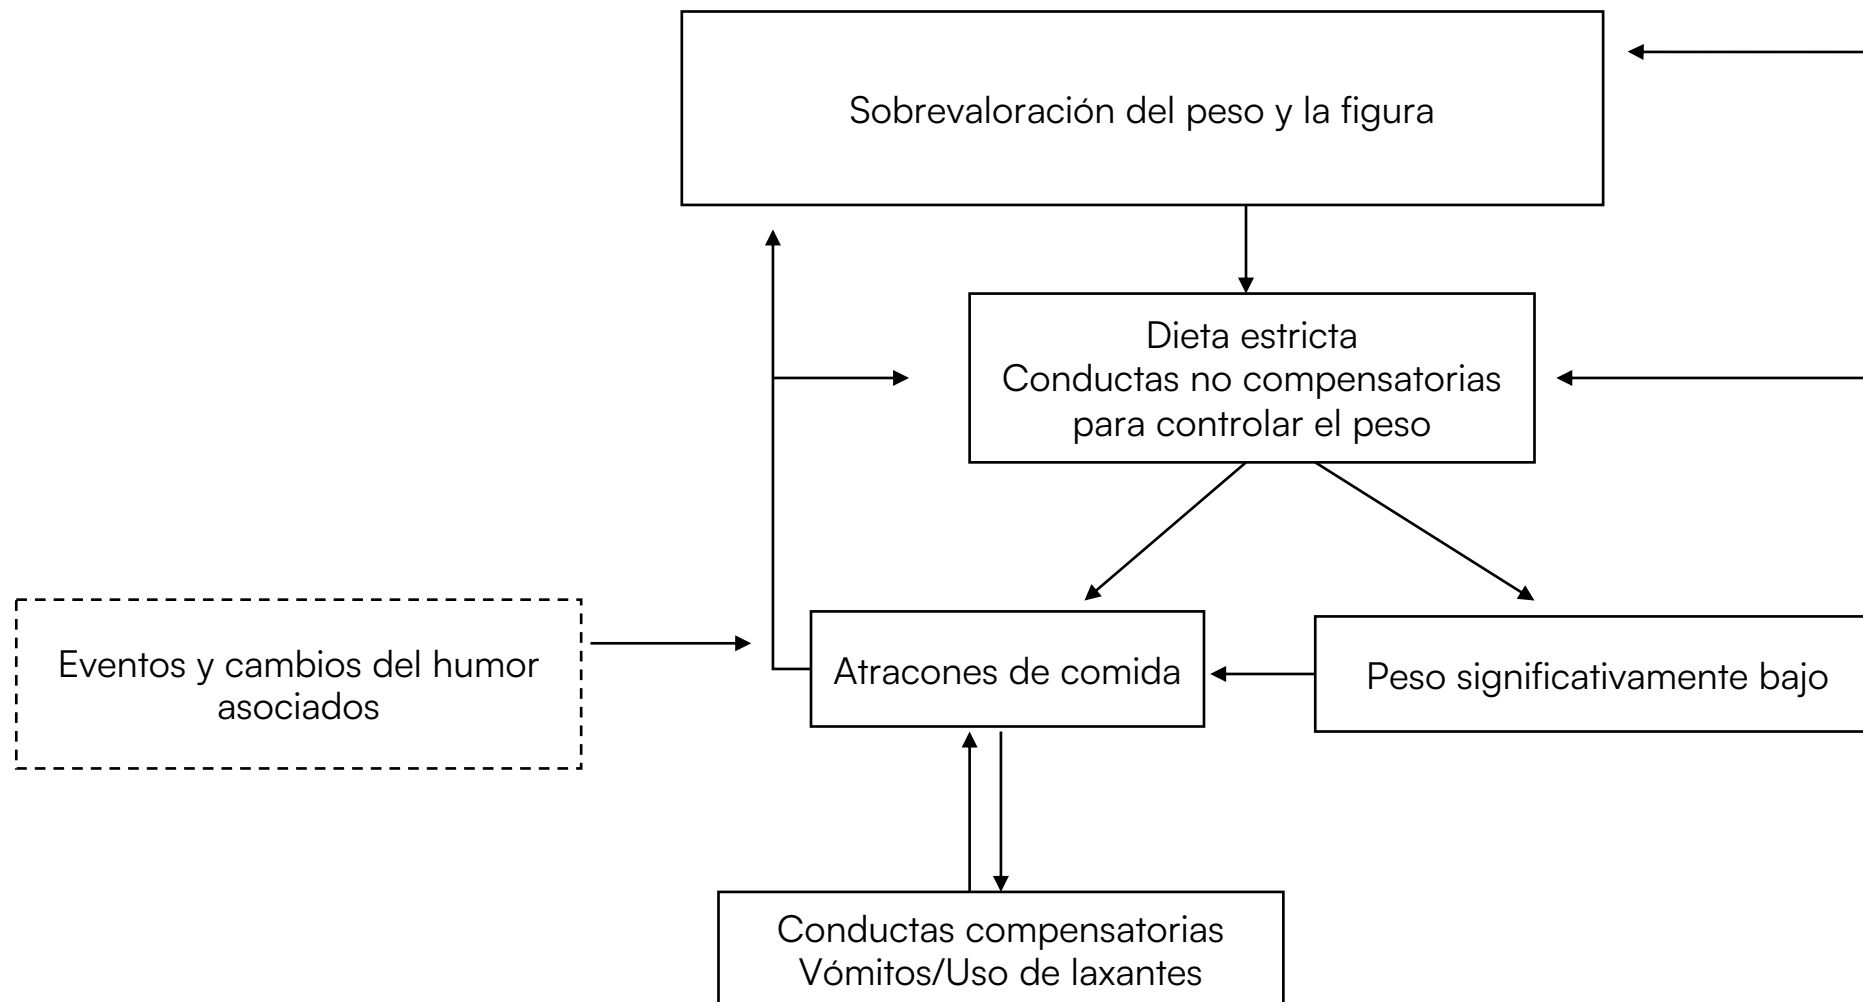 Sobrevaloración del peso y la figura
Dieta estricta
Conductas no compensatorias
para controlar el peso
Eventos y cambios del humor
asociados
Atracones de comida
Peso significativamente bajo
Conductas compensatorias
Vómitos/Uso de laxantes